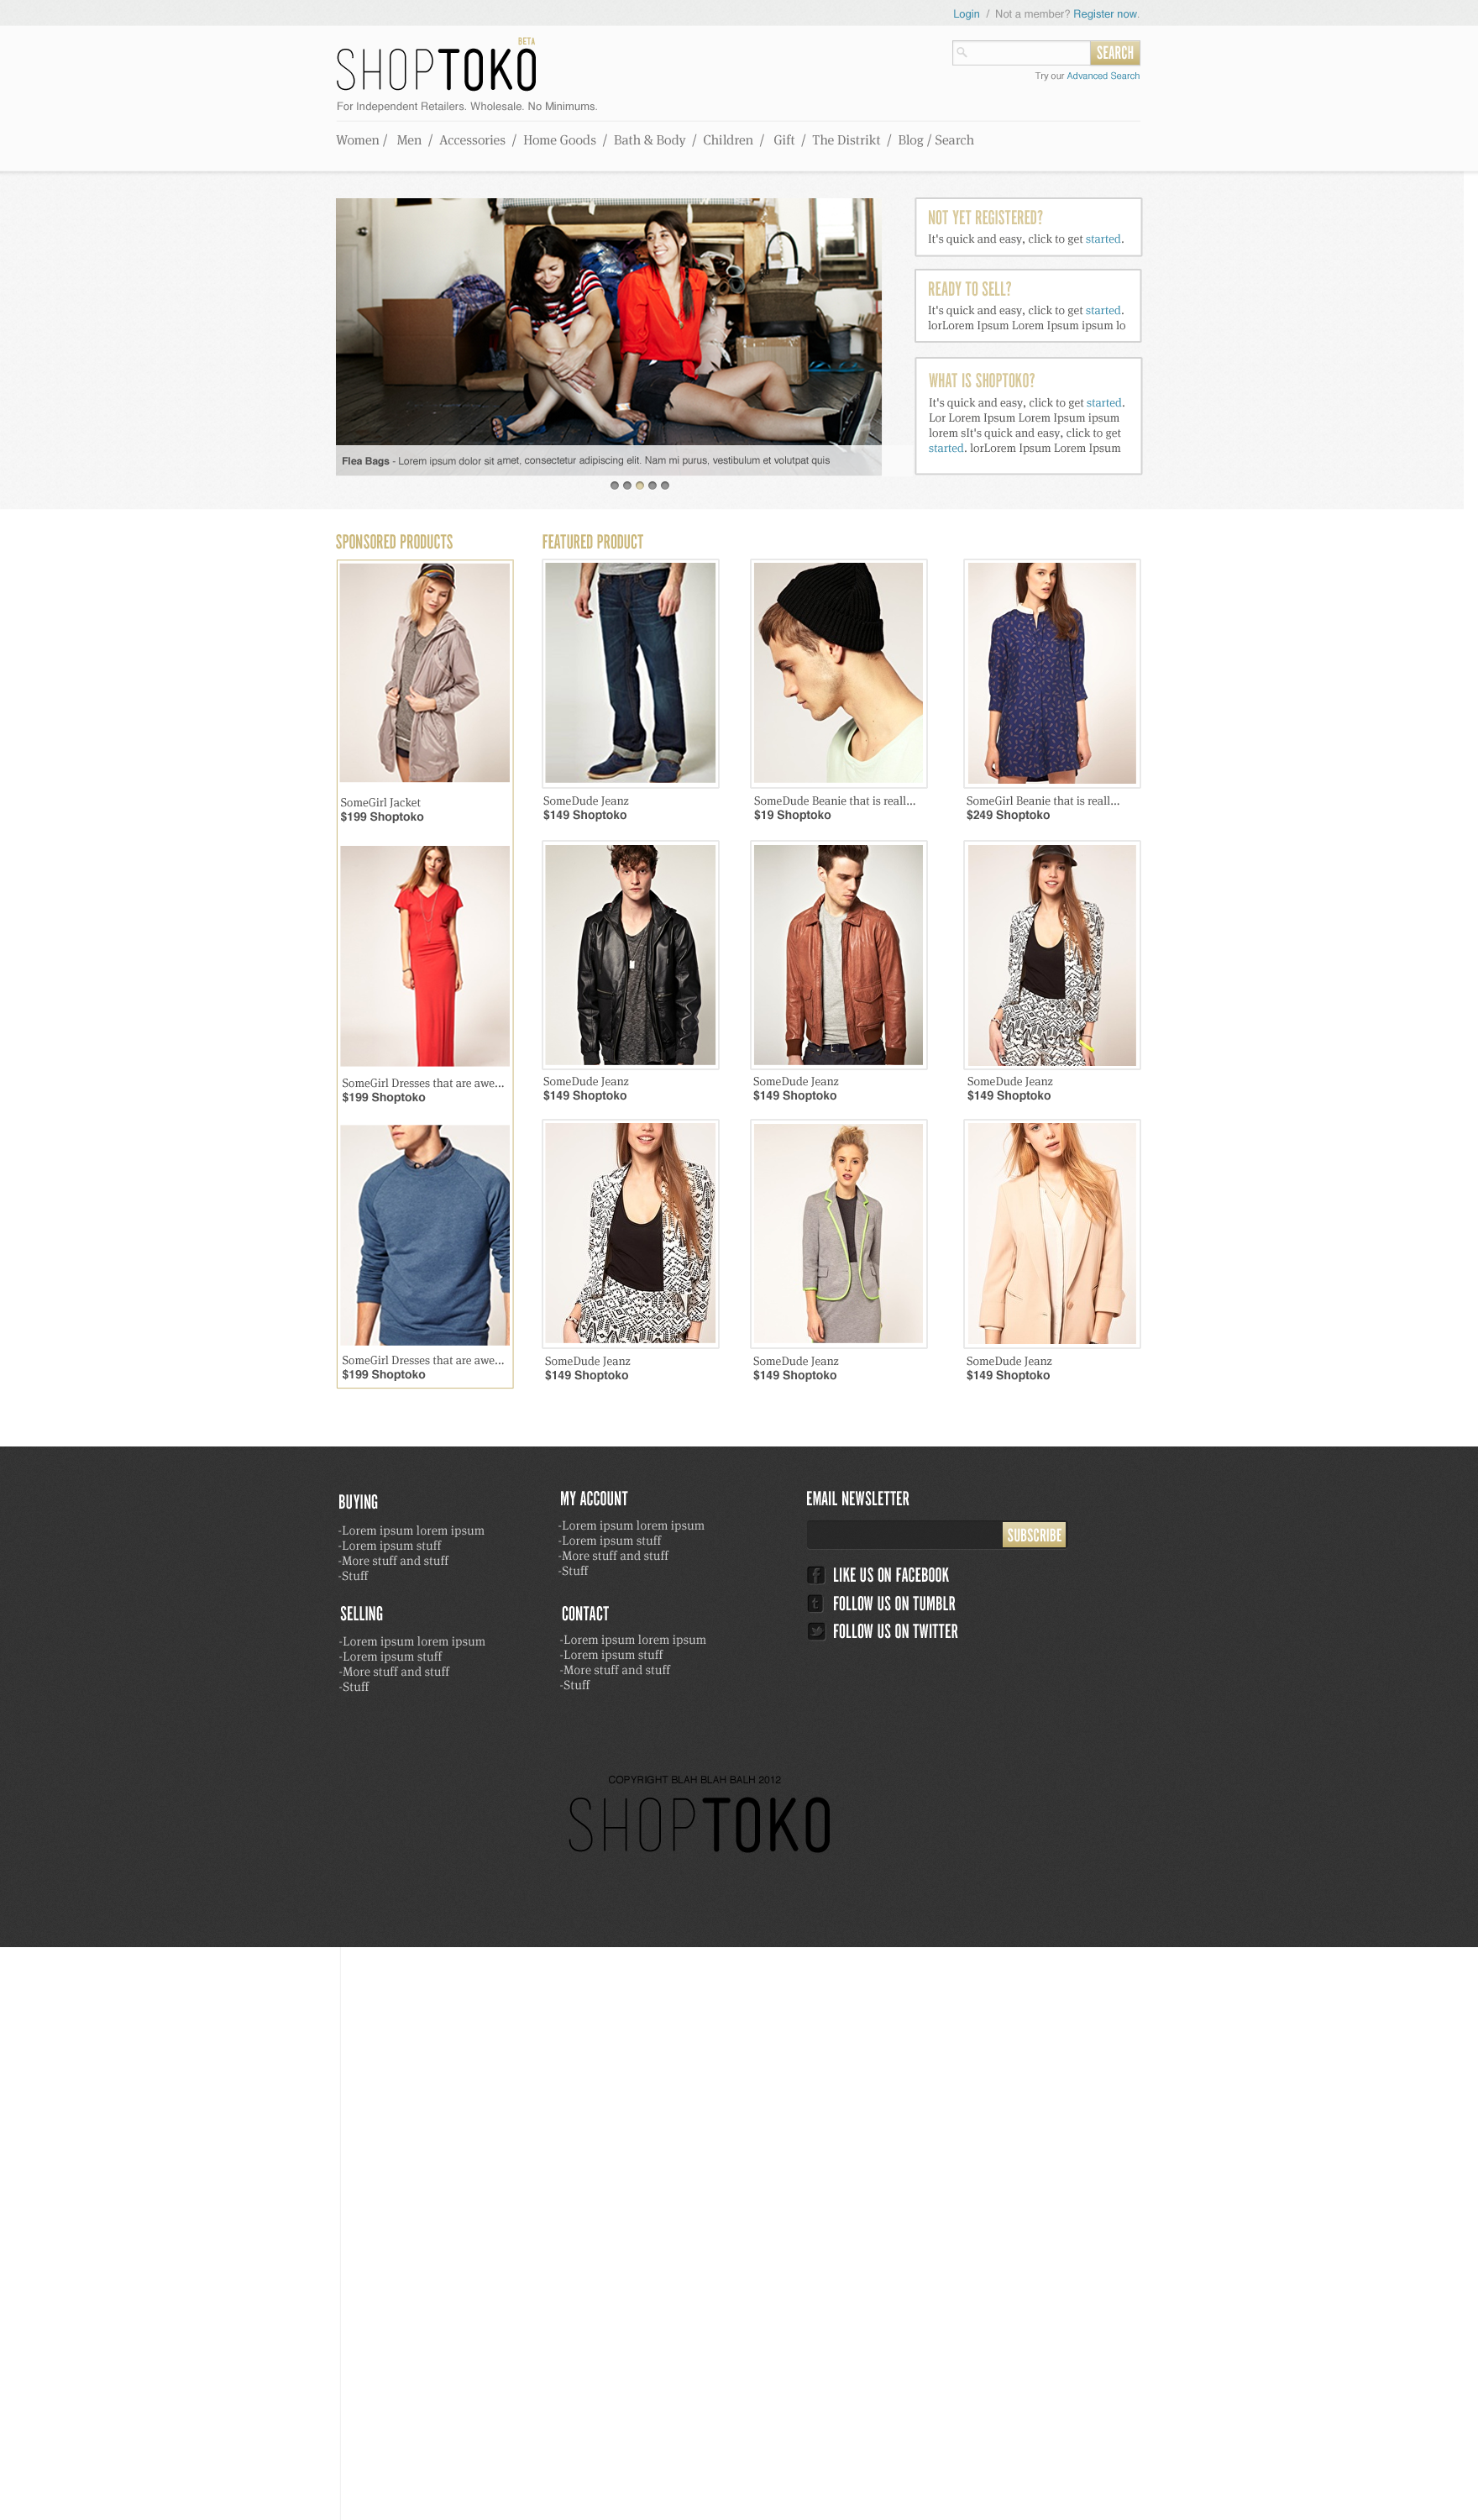 Login / Not a member? Register now.
BETA
SHOPTOKO
SEARCH
Try our Advanced Search
For Independent Retailers. Wholesale. No Minimums.
Women / Men / Accessories / Home Goods / Bath & Body / Children / Gift / The Distrikt / Blog / Search
NOT YET REGISTERED?
It's quick and easy, click to get started.
READY TO SELL?
It's quick and easy, click to get started.
lorLorem Ipsum Lorem Ipsum ipsum lo
WHAT IS SHOPTOKO?
It's quick and easy, click to get started.
Lor Lorem Ipsum Lorem Ipsum ipsum
lorem sIt's quick and easy, click to get
started. lorLorem Ipsum Lorem Ipsum
Flea Bags - Lorem ipsum dolor sit amet, consectetur adipiscing elit. Nam mi purus, vestibulum et volutpat quis
SPONSORED PRODUCTS
FEATURED PRODUCT
SomeGirl Jacket
$199 Shoptoko
SomeDude Jeanz
$149 Shoptoko
SomeDude Beanie that is reall...
$19 Shoptoko
SomeGirl Beanie that is reall...
$249 Shoptoko
SomeGirl Dresses that are awe...
$199 Shoptoko
SomeDude Jeanz
$149 Shoptoko
SomeDude Jeanz
$149 Shoptoko
SomeDude Jeanz
$149 Shoptoko
SomeGirl Dresses that are awe...
$199 Shoptoko
SomeDude Jeanz
$149 Shoptoko
SomeDude Jeanz
$149 Shoptoko
SomeDude Jeanz
$149 Shoptoko
BUYING
-Lorem ipsum lorem ipsum
-Lorem ipsum stuff
-More stuff and stuff
-Stuff
SELLING
-Lorem ipsum lorem ipsum
-Lorem ipsum stuff
-More stuff and stuff
-Stuff
MY ACCOUNT
-Lorem ipsum lorem ipsum
-Lorem ipsum stuff
-More stuff and stuff
-Stuff
CONTACT
-Lorem ipsum lorem ipsum
-Lorem ipsum stuff
-More stuff and stuff
-Stuff
EMAIL NEWSLETTER
SUBSCRIBE
LIKE US ON FACEBOOK
FOLLOW US ON TUMBLR
FOLLOW US ON TWITTER
COPYRIGHT BLAH BLAH BALH 2012
SHOPTOKO